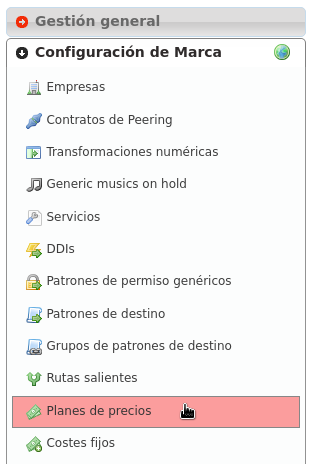 Gestión general
Configuración de Marca
Empresas
Contratos de Peering
Transformaciones numéricas
Generic musics on hold
Servicios
DDIs
Patrones de permiso genéricos
Patrones de destino
Grupos de patrones de destino
Rutas salientes
Planes de precios
Costes fijos